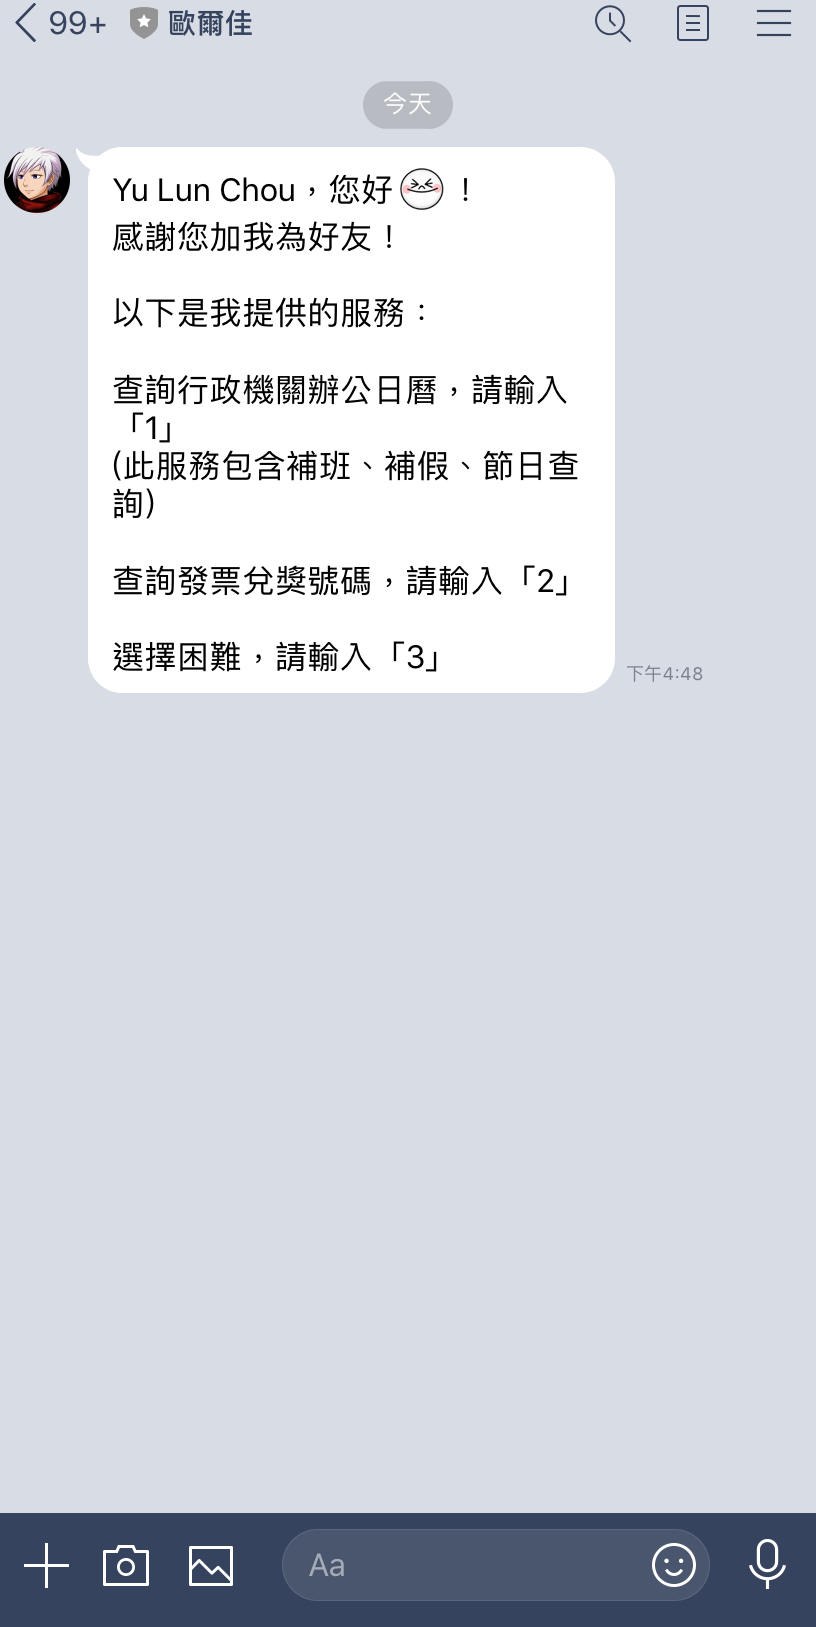 99+ 歐爾佳
今天
Yu Lun Chou，您好！
感謝您加我為好友！
以下是我提供的服務：
查詢行政機關辦公日曆，請輸入
「1」
(此服務包含補班、補假、節日查
詢)
查詢發票兌獎號碼，請輸入「2」
選擇困難，請輸入「3」
下午4:48
Aa